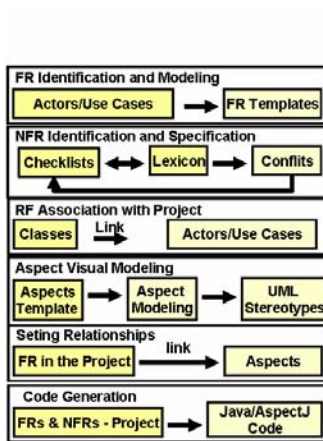 FR Identification and Modeling
Actors/Use Cases
FR Templates
NFR Identification and Specification
Checklists
Lexicon
Conflits
RF Association with Project
Classes
Link
Actors/Use Cases
Aspect Visual Modeling
Aspects
Template
Aspect
Modeling
UML
Stereotypes
Seting Relationships
FR in the Project
link
Aspects
Code Generation
FRs & NFRs - Project
Java/AspectJ
Code